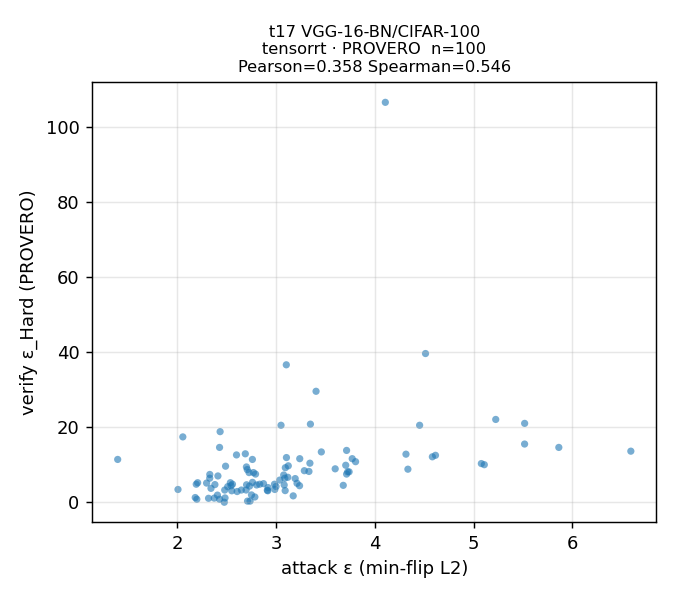 t17 VGG-16-BN/CIFAR-100
tensorrt · PROVERO  n=100
Pearson=0.358 Spearman=0.546
100
80
60
40
20
0
verify ε_Hard (PROVERO)
2
3
4
5
6
attack ε (min-flip L2)